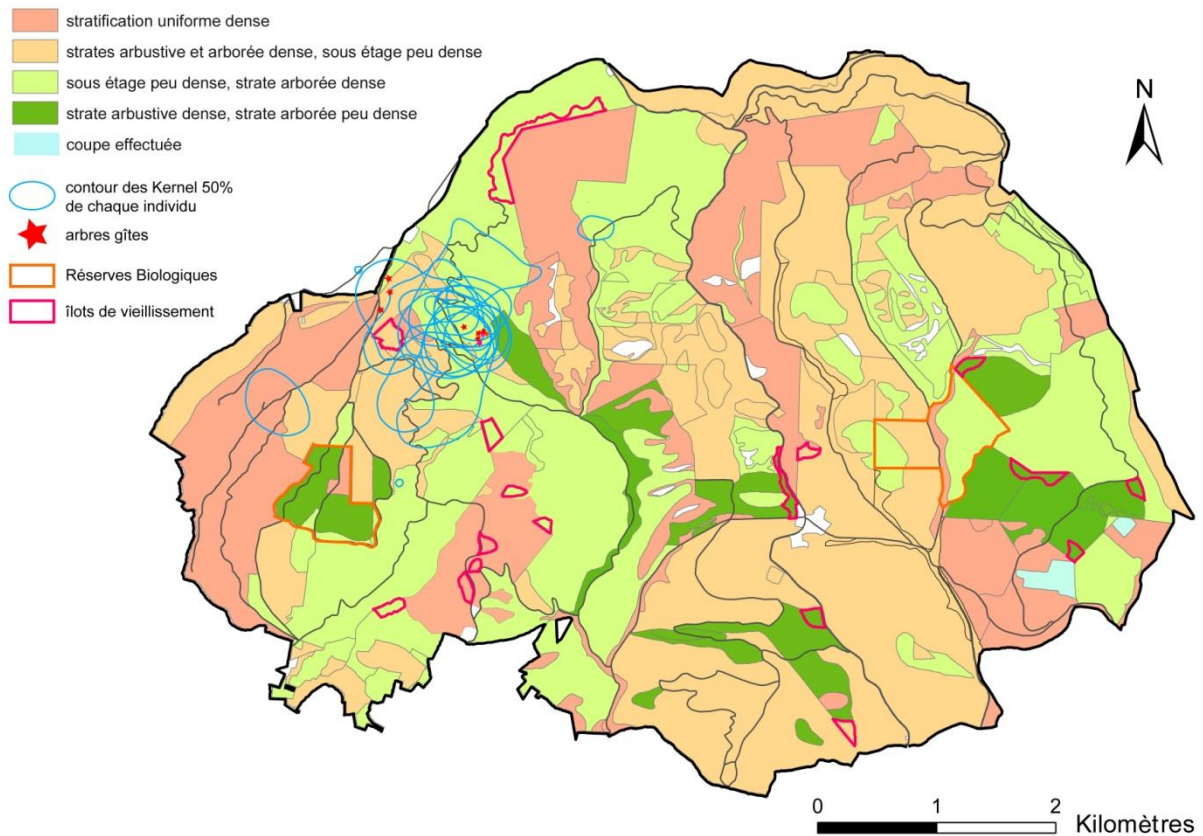 stratification uniforme dense
strates arbustive et arborée dense, sous étage peu dense
sous étage peu dense, strate arborée dense
strate arbustive dense, strate arborée peu dense
coupe effectuée
contour des Kernel 50%
de chaque individu
arbres gîtes
Réserves Biologiques
îlots de vieillissement
N
0 1 2
Kilomètres